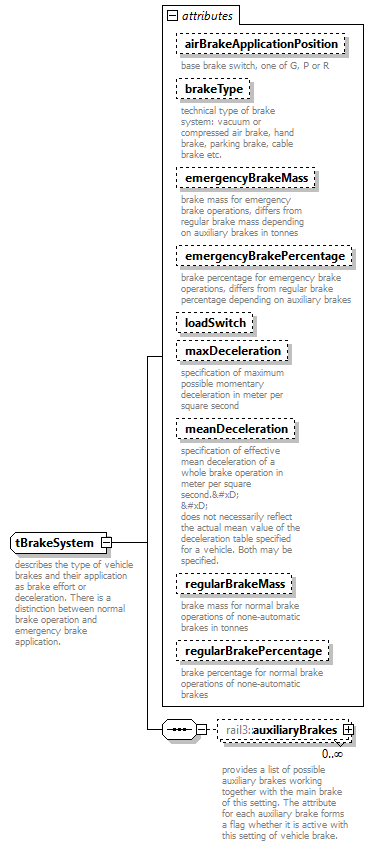 attributes
airBrakeApplicationPosition
base brake switch, one of G, P or R
brakeType
technical type of brake
system: vacuum or
compressed air brake, hand
brake, parking brake, cable
brake etc.
emergencyBrakeMass
brake mass for emergency
brake operations, differs from
regular brake mass depending
on auxiliary brakes in tonnes
emergencyBrakePercentage
brake percentage for emergency brake
operations, differs from regular brake
percentage depending on auxiliary brakes
loadSwitch
maxDeceleration
specification of maximum
possible momentary
deceleration in meter per
square second
meanDeceleration
specification of effective
mean deceleration of a
whole brake operation in
meter per square
second.&#xD;
&#xD;
does not necessarily reflect
the actual mean value of the
deceleration table specified
for a vehicle. Both may be
specified.
tBrakeSystem
describes the type of vehicle
brakes and their application
as brake effort or
deceleration. There is a
distinction between normal
brake operation and
emergency brake
application.
regularBrakeMass
brake mass for normal brake
operations of none-automatic
brakes in tonnes
regularBrakePercentage
brake percentage for normal brake
operations of none-automatic
brakes
rail3:auxiliaryBrakes
0..∞
provides a list of possible
auxiliary brakes working
together with the main brake
of this setting. The attribute
for each auxiliary brake forms
a flag whether it is active with
this setting of vehicle brake.